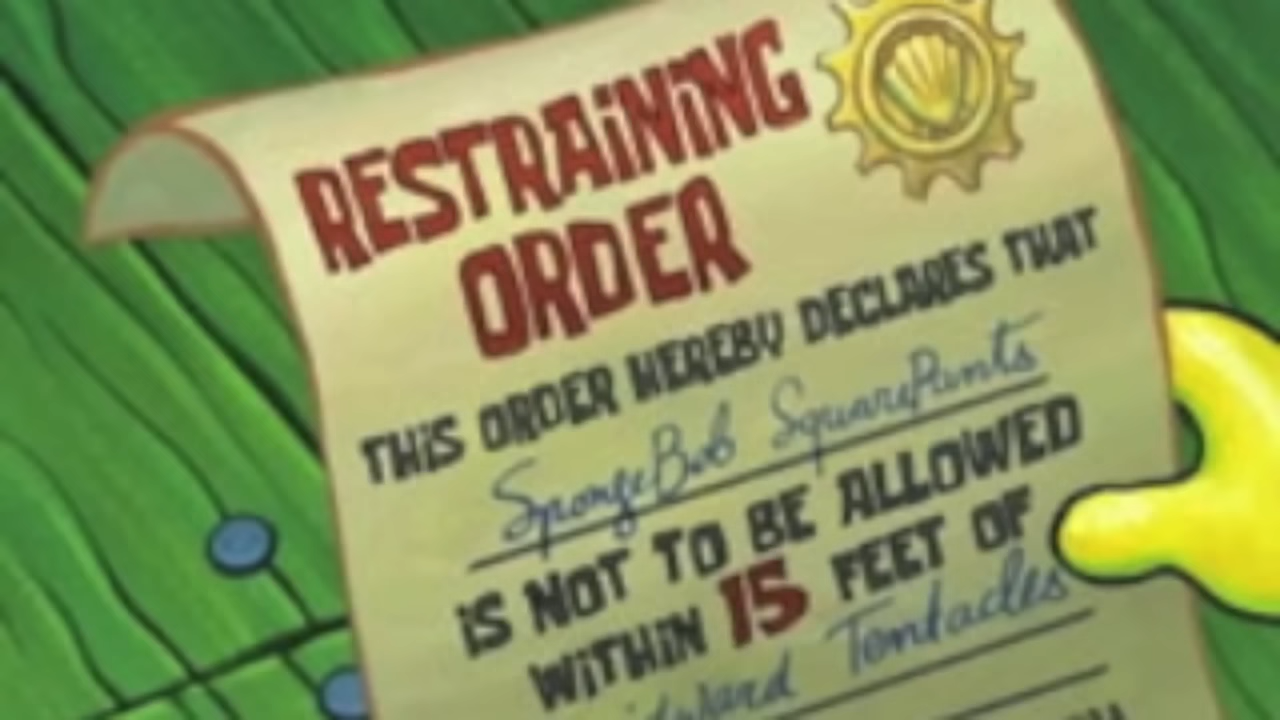 RESTRAiNiNG
ORDER
THiS ORDER HEREBY DECLARES THAT
SpongeBob SquarePants
iS NOT TO BE ALLOWED
WiTHiN 15 FEET OF
Tentacles